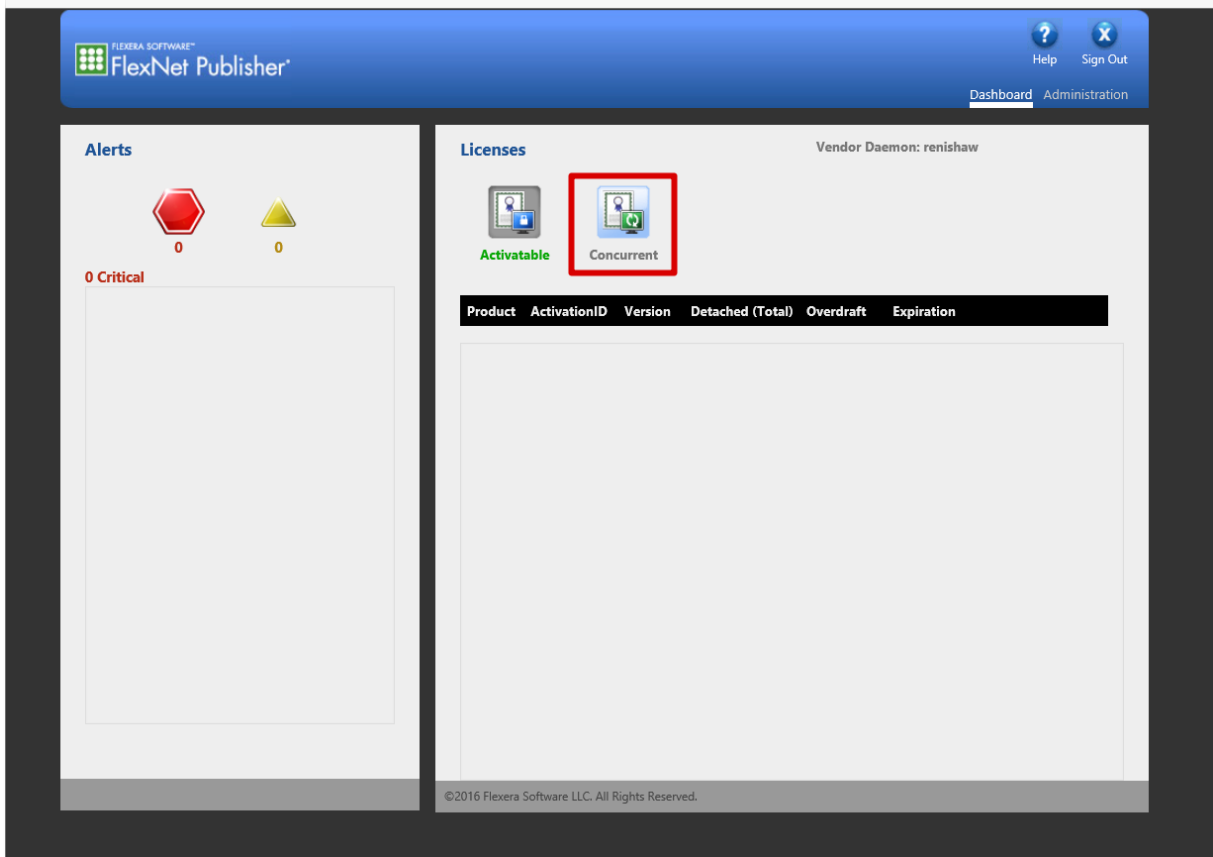 FLEXERA SOFTWARE™
FlexNet Publisher®
Help Sign Out
Dashboard Administration
Alerts
0 0
0 Critical
Licenses
Vendor Daemon: renishaw
Activatable Concurrent
Product ActivationID Version Detached (Total) Overdraft Expiration
©2016 Flexera Software LLC. All Rights Reserved.